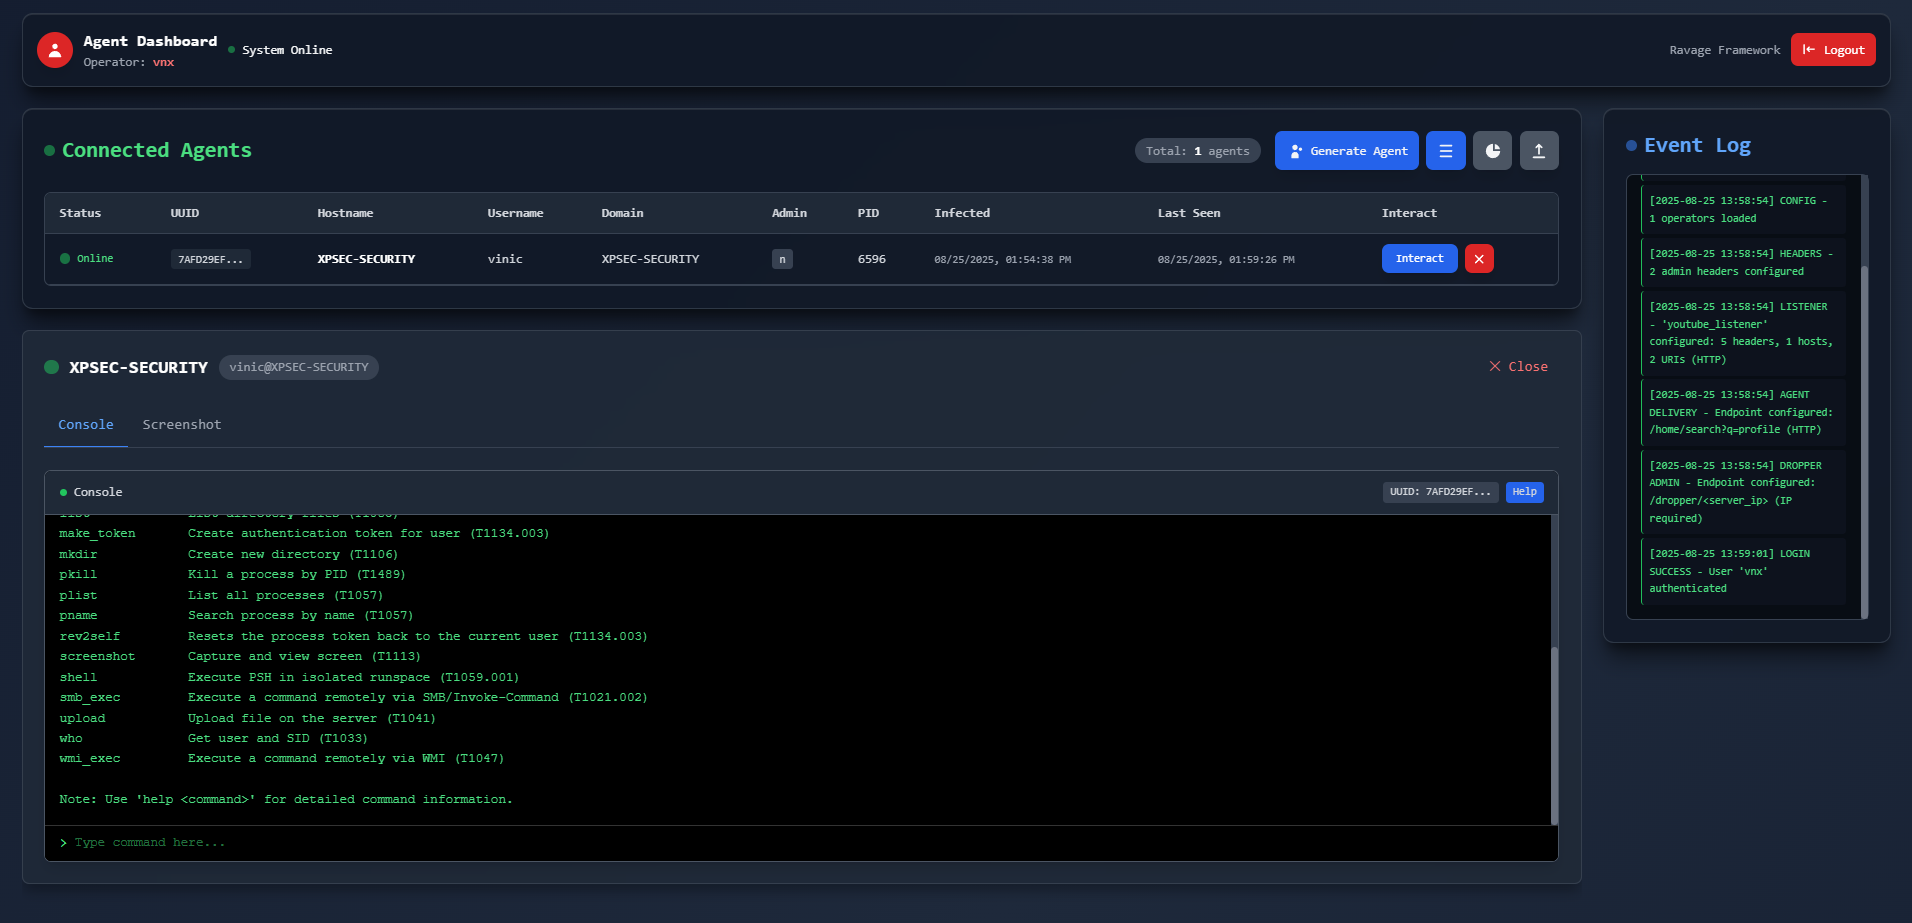 Agent Dashboard
Operator: vnx
System Online
Ravage Framework
Logout
Connected Agents
Total: 1 agents
Generate Agent
Status UUID Hostname Username Domain Admin PID Infected Last Seen Interact
Online 7AFD29EF... XPSEC-SECURITY vinic XPSEC-SECURITY n 6596 08/25/2025, 01:54:38 PM 08/25/2025, 01:59:26 PM Interact
XPSEC-SECURITY vinic@XPSEC-SECURITY
Close
Console Screenshot
Console
UUID: 7AFD29EF... Help
make_token Create authentication token for user (T1134.003)
mkdir Create new directory (T1106)
pkill Kill a process by PID (T1489)
plist List all processes (T1057)
pname Search process by name (T1057)
rev2self Resets the process token back to the current user (T1134.003)
screenshot Capture and view screen (T1113)
shell Execute PSH in isolated runspace (T1059.001)
smb_exec Execute a command remotely via SMB/Invoke-Command (T1021.002)
upload Upload file on the server (T1041)
who Get user and SID (T1033)
wmi_exec Execute a command remotely via WMI (T1047)
Note: Use 'help <command>' for detailed command information.
> Type command here...
Event Log
[2025-08-25 13:58:54] CONFIG -
1 operators loaded
[2025-08-25 13:58:54] HEADERS -
2 admin headers configured
[2025-08-25 13:58:54] LISTENER
- 'youtube_listener'
configured: 5 headers, 1 hosts,
2 URIs (HTTP)
[2025-08-25 13:58:54] AGENT
DELIVERY - Endpoint configured:
/home/search?q=profile (HTTP)
[2025-08-25 13:58:54] DROPPER
ADMIN - Endpoint configured:
/dropper/<server_ip> (IP
required)
[2025-08-25 13:59:01] LOGIN
SUCCESS - User 'vnx'
authenticated